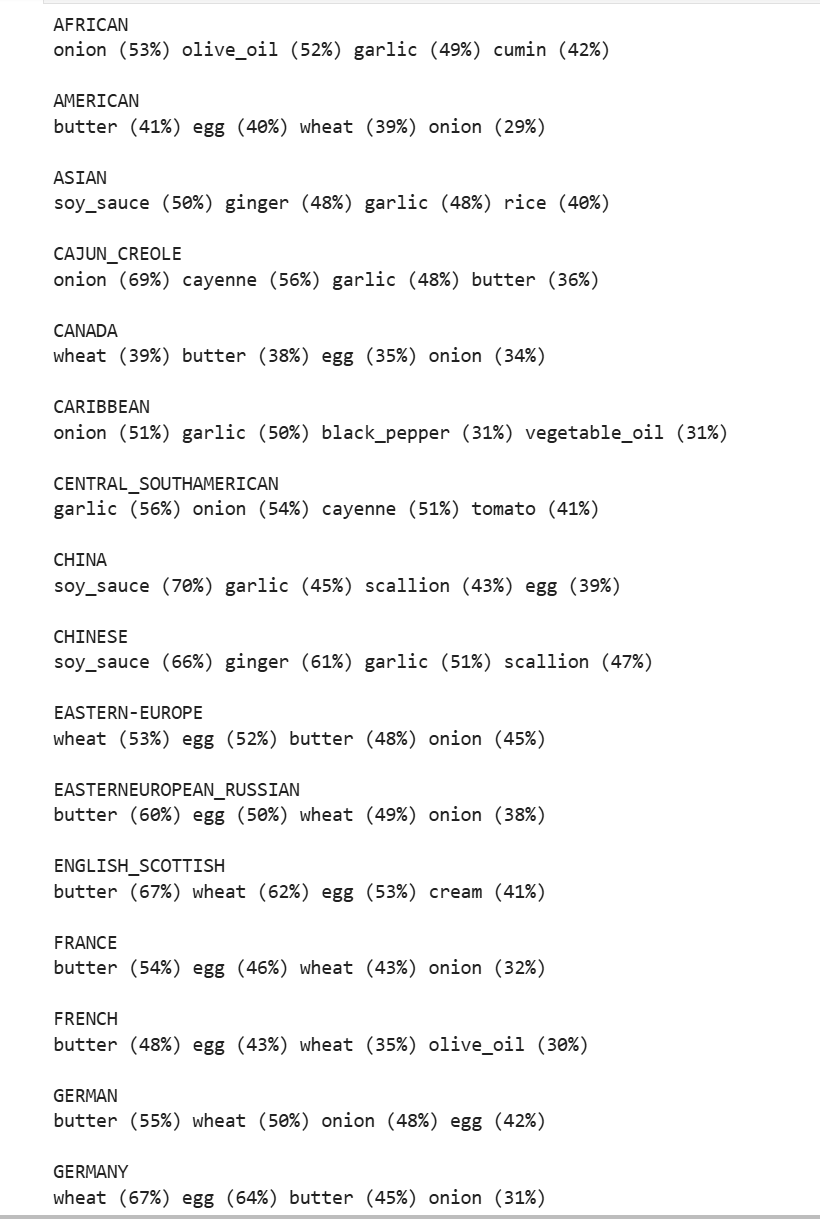 AFRICAN
onion (53%) olive_oil (52%) garlic (49%) cumin (42%)
AMERICAN
butter (41%) egg (40%) wheat (39%) onion (29%)
ASIAN
soy_sauce (50%) ginger (48%) garlic (48%) rice (40%)
CAJUN_CREOLE
onion (69%) cayenne (56%) garlic (48%) butter (36%)
CANADA
wheat (39%) butter (38%) egg (35%) onion (34%)
CARIBBEAN
onion (51%) garlic (50%) black_pepper (31%) vegetable_oil (31%)
CENTRAL_SOUTHAMERICAN
garlic (56%) onion (54%) cayenne (51%) tomato (41%)
CHINA
soy_sauce (70%) garlic (45%) scallion (43%) egg (39%)
CHINESE
soy_sauce (66%) ginger (61%) garlic (51%) scallion (47%)
EASTERN-EUROPE
wheat (53%) egg (52%) butter (48%) onion (45%)
EASTERNEUROPEAN_RUSSIAN
butter (60%) egg (50%) wheat (49%) onion (38%)
ENGLISH_SCOTTISH
butter (67%) wheat (62%) egg (53%) cream (41%)
FRANCE
butter (54%) egg (46%) wheat (43%) onion (32%)
FRENCH
butter (48%) egg (43%) wheat (35%) olive_oil (30%)
GERMAN
butter (55%) wheat (50%) onion (48%) egg (42%)
GERMANY
wheat (67%) egg (64%) butter (45%) onion (31%)